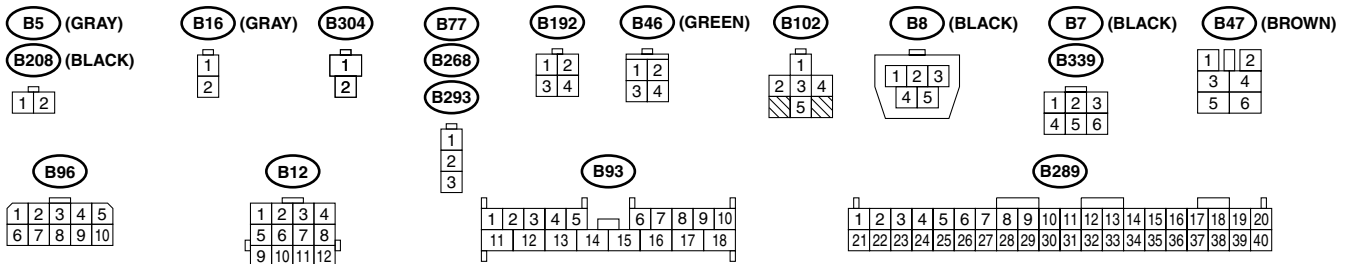 B5 (GRAY)
B208 (BLACK)
1 2
B16 (GRAY)
1
2
B304
1
2
B77
B268
B293
1
2
3
B192
1 2
3 4
B46 (GREEN)
1 2
3 4
B102
1
2 3 4
5
B8 (BLACK)
1 2 3
4 5
B7 (BLACK)
B339
1 2 3
4 5 6
B47 (BROWN)
1 2
3 4
5 6
B96
1 2 3 4 5
6 7 8 9 10
B12
1 2 3 4
5 6 7 8
9 10 11 12
B93
1 2 3 4 5 6 7 8 9 10
11 12 13 14 15 16 17 18
B289
1 2 3 4 5 6 7 8 9 10 11 12 13 14 15 16 17 18 19 20
21 22 23 24 25 26 27 28 29 30 31 32 33 34 35 36 37 38 39 40